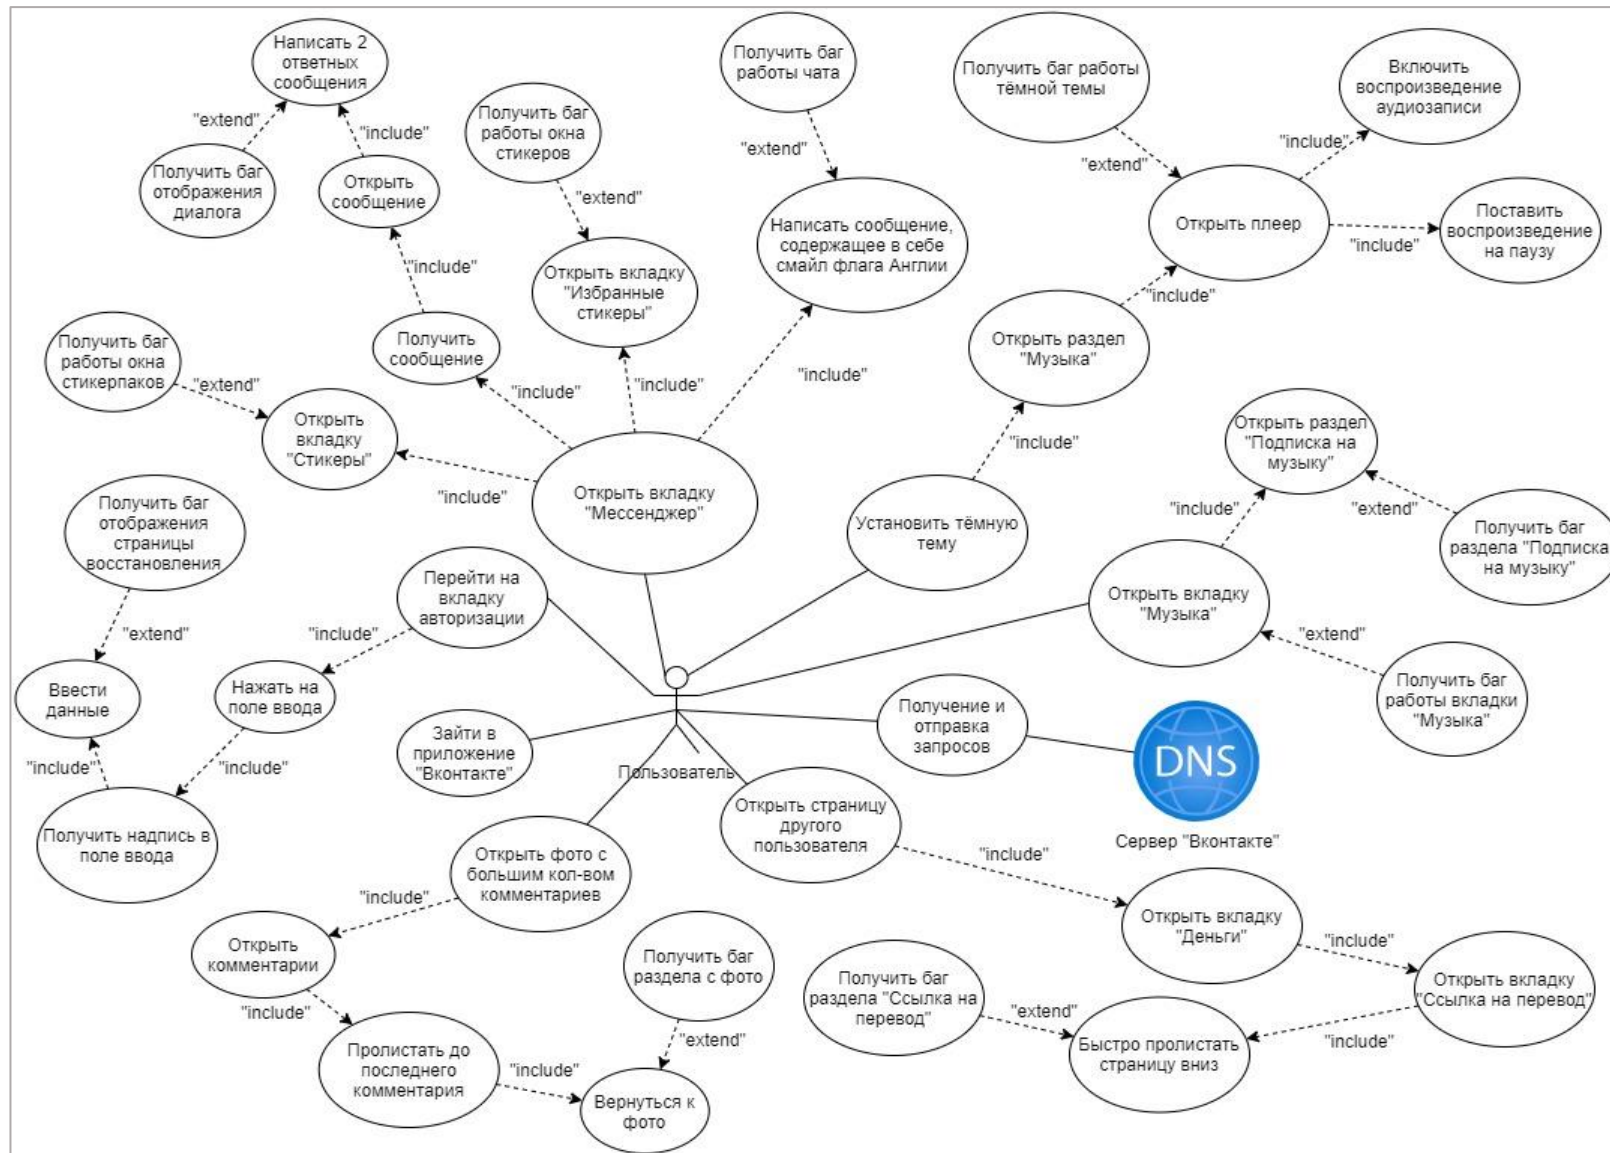 Написать 2
ответных
сообщения
"extend"
"include"
Получить баг
отображения
диалога
Открыть
сообщение
"include"
Получить
сообщение
Получить баг
работы окна
стикеров
"extend"
Открыть вкладку
"Избранные
стикеры"
Получить баг
работы чата
"extend"
Написать сообщение,
содержащее в себе
смайл флага Англии
Получить баг работы
тёмной темы
"extend"
Включить
воспроизведение
аудиозаписи
"include"
Открыть плеер
"include"
Поставить
воспроизведение
на паузу
"include"
Открыть раздел
"Музыка"
"include"
Получить баг
работы окна
стикерпаков
"extend"
Открыть
вкладку
"Стикеры"
"include"
"include"
"include"
"include"
Открыть вкладку
"Мессенджер"
Установить тёмную
тему
Открыть раздел
"Подписка на
музыку"
"include"
"extend"
Получить баг
раздела "Подписка
на музыку"
Открыть вкладку
"Музыка"
"extend"
Получить баг
работы вкладки
"Музыка"
Получить баг
отображения
страницы
восстановления
"extend"
Ввести
данные
"include"
Перейти на
вкладку
авторизации
"include"
Нажать на
поле ввода
"include"
Получить надпись в
поле ввода
Зайти в
приложение
"Вконтакте"
Пользователь
Получение и
отправка
запросов
DNS
Сервер "Вконтакте"
Открыть страницу
другого
пользователя
"include"
Открыть вкладку
"Деньги"
"include"
Открыть вкладку
"Ссылка на перевод"
"include"
Получить баг
раздела "Ссылка на
перевод"
"extend"
Быстро пролистать
страницу вниз
Открыть фото с
большим кол-вом
комментариев
"include"
Открыть
комментарии
"include"
Пролистать до
последнего
комментария
"include"
Получить баг
раздела с фото
"extend"
Вернуться к
фото